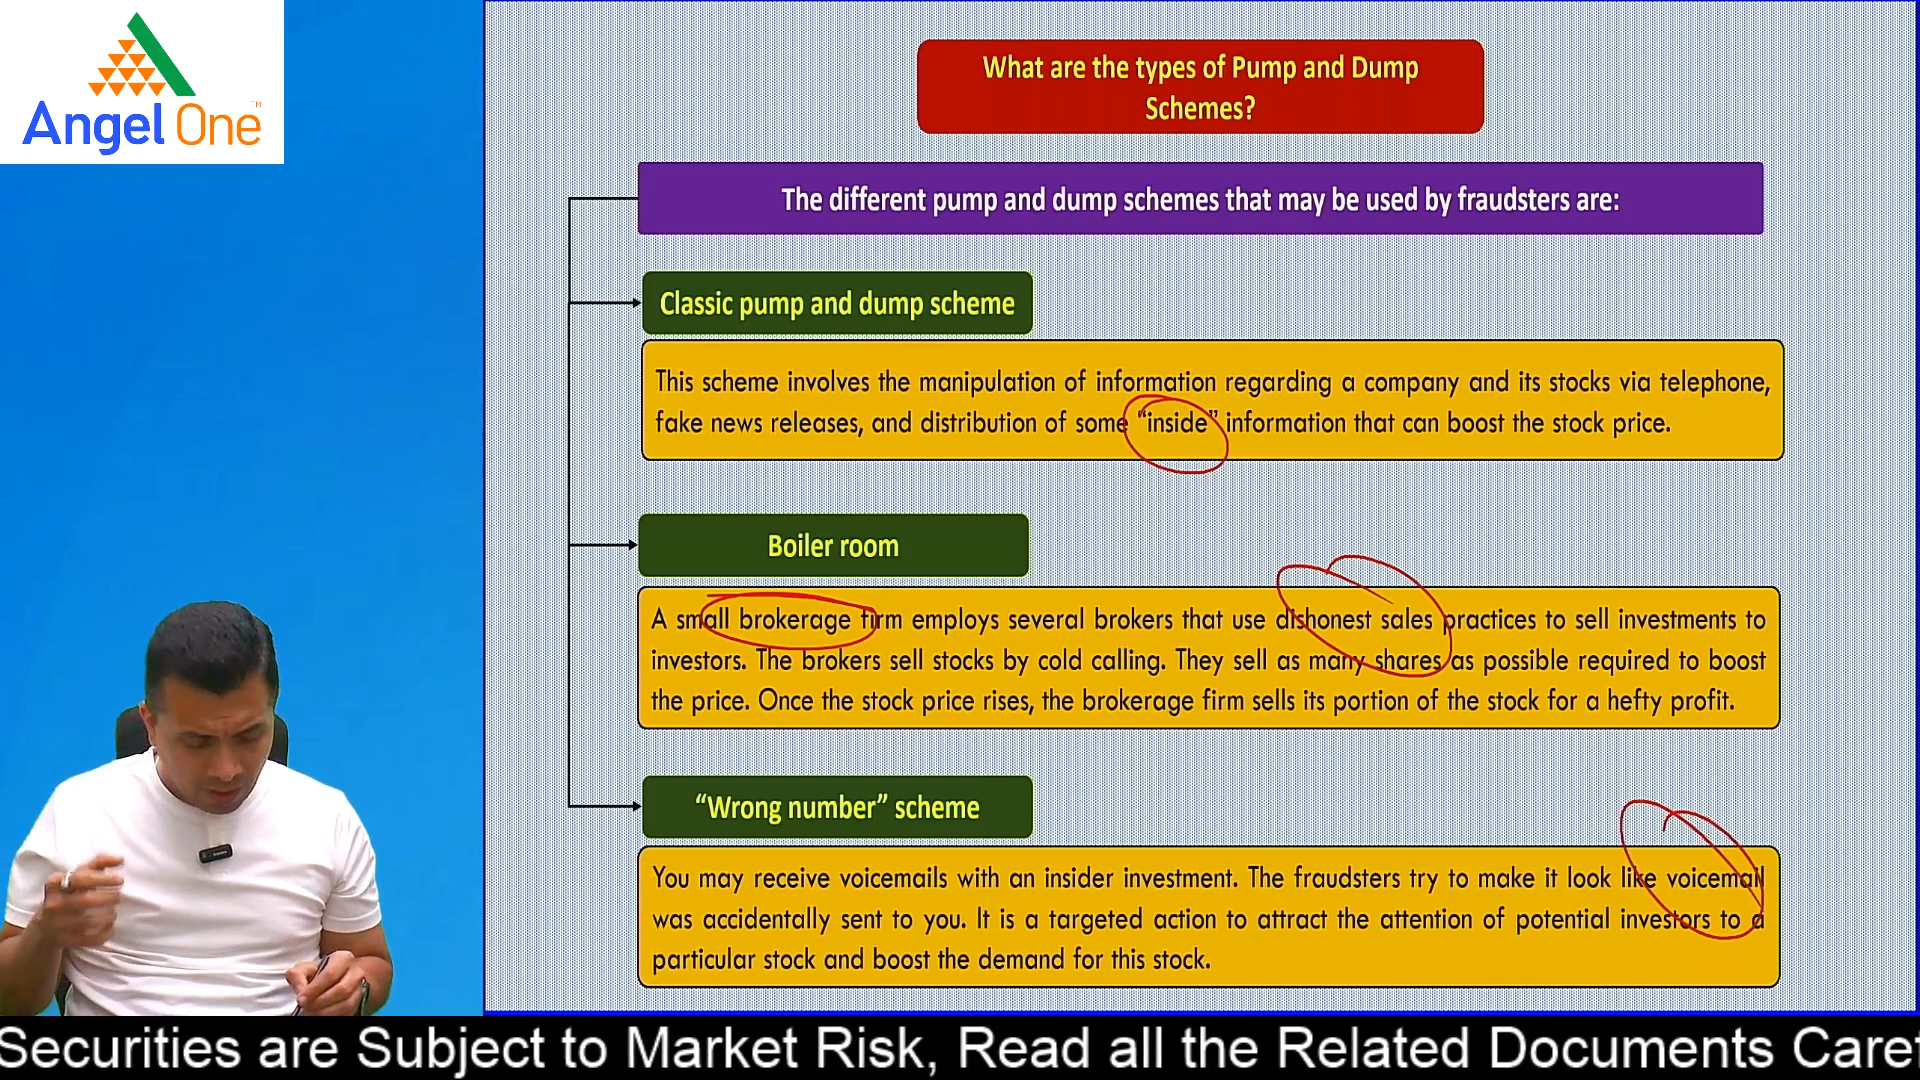 Angel One™
What are the types of Pump and Dump
Schemes?
The different pump and dump schemes that may be used by fraudsters are:
Classic pump and dump scheme
This scheme involves the manipulation of information regarding a company and its stocks via telephone,
fake news releases, and distribution of some “inside” information that can boost the stock price.
Boiler room
A small brokerage firm employs several brokers that use dishonest sales practices to sell investments to
investors. The brokers sell stocks by cold calling. They sell as many shares as possible required to boost
the price. Once the stock price rises, the brokerage firm sells its portion of the stock for a hefty profit.
“Wrong number” scheme
You may receive voicemails with an insider investment. The fraudsters try to make it look like voicemail
was accidentally sent to you. It is a targeted action to attract the attention of potential investors to a
particular stock and boost the demand for this stock.
Securities are Subject to Market Risk, Read all the Related Documents Caref